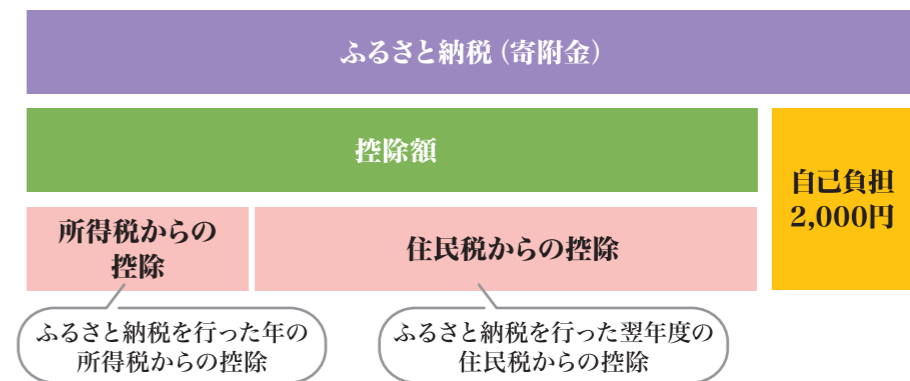 ふるさと納税（寄附金）
控除額
自己負担
2,000円
所得税からの
控除
住民税からの控除
ふるさと納税を行った年の
所得税からの控除
ふるさと納税を行った翌年度の
住民税からの控除